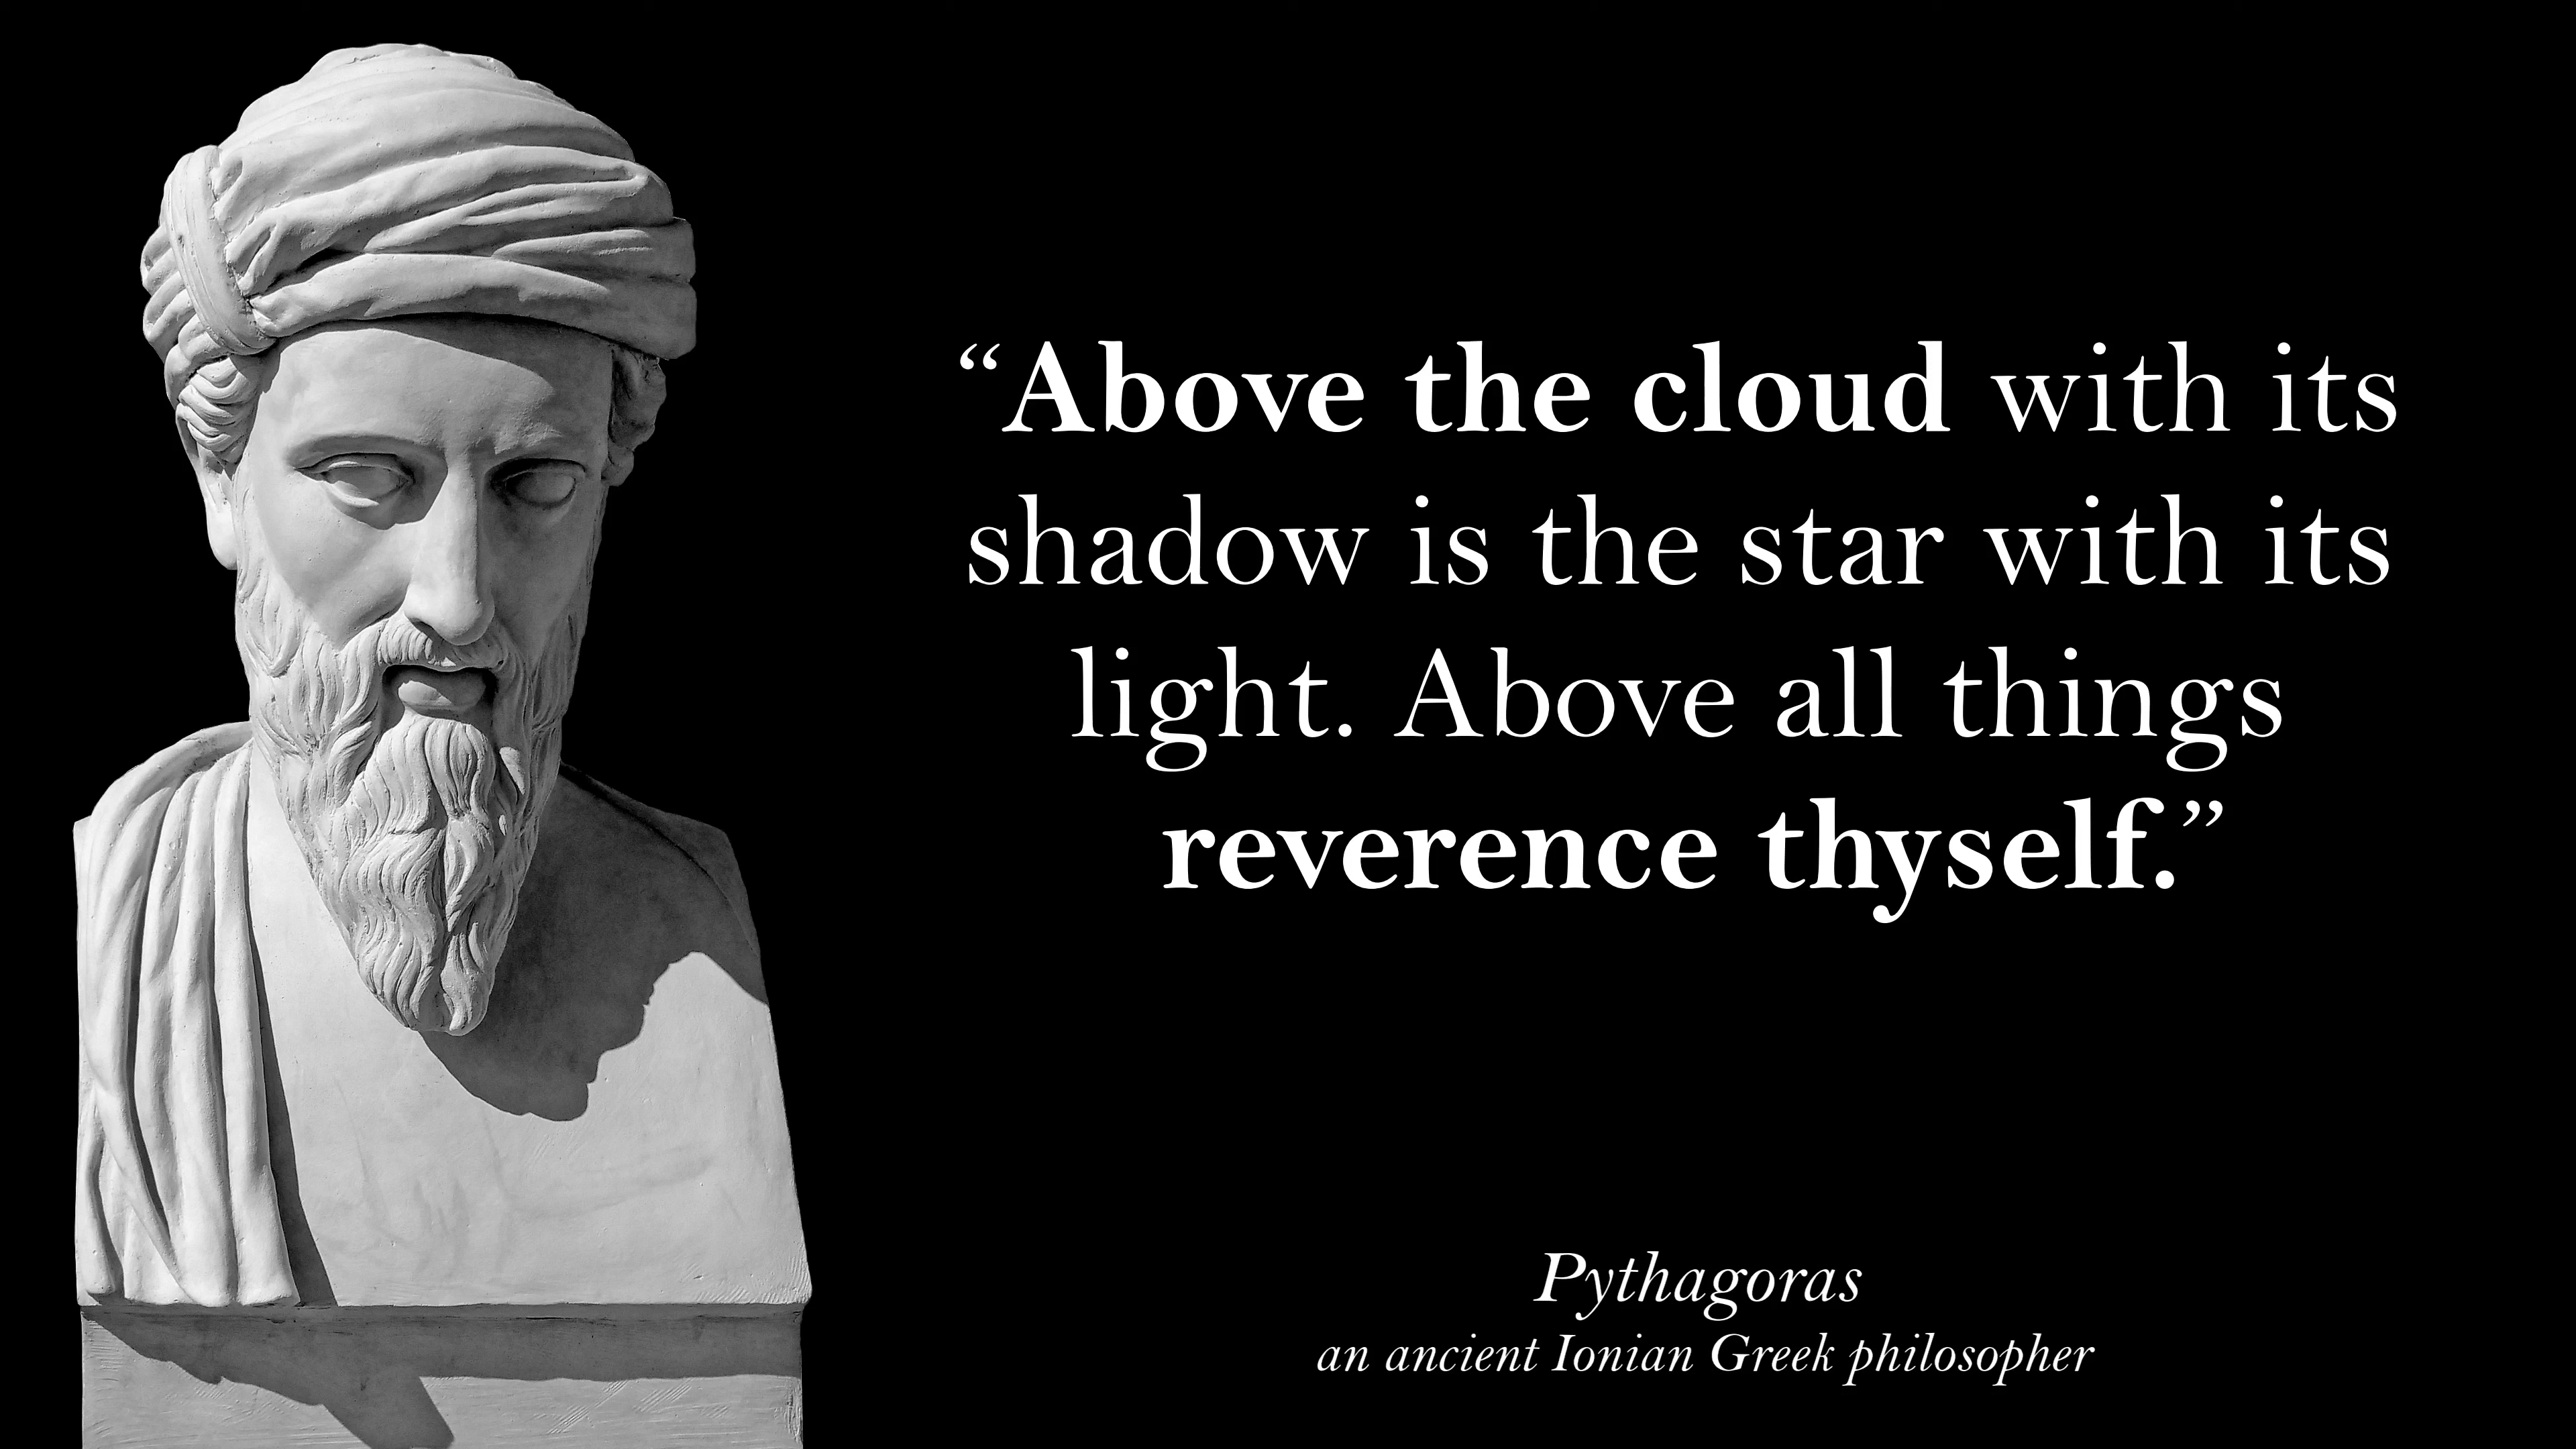 “Above the cloud with its
shadow is the star with its
light. Above all things
reverence thyself.”
Pythagoras
an ancient Ionian Greek philosopher